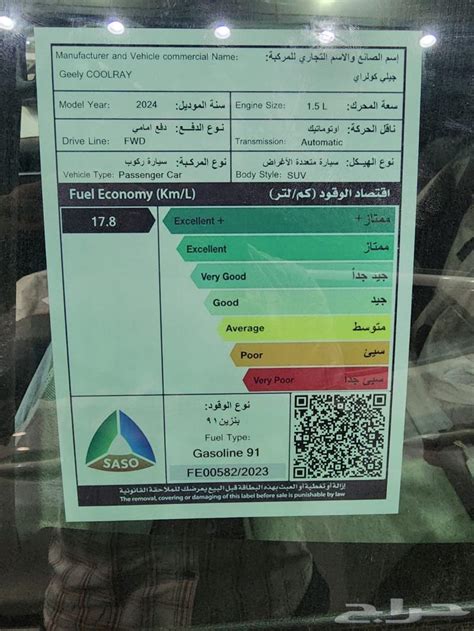 Manufacturer and Vehicle commercial Name: إسم الصانع والاسم التجاري للمركبة:
Geely COOLRAY جيلي كولراي
Model Year: 2024 سنة الموديل: Engine Size: 1.5 L سعة المحرك:
نوع الدفع: دفع امامي ناقل الحركة: اوتوماتيك
Drive Line: FWD Transmission: Automatic
نوع المركبة: سيارة ركوب نوع الهيكل: سيارة متعددة الأغراض
Vehicle Type: Passenger Car Body Style: SUV
Fuel Economy (Km/L) اقتصاد الوقود (كم/لتر)
17.8 Excellent + ممتاز+
Excellent ممتاز
Very Good جيد جداً
Good جيد
Average متوسط
Poor سيئ
Very Poor سيئ جداً
نوع الوقود:
بنزين ٩١
Fuel Type:
Gasoline 91
SASO
FE00582/2023
إزالة أو تغطية أو العبث بهذه البطاقة قبل البيع يعرضك للملاحقة القانونية
The removal, covering or damaging of this label before sale is punishable by law
حراج